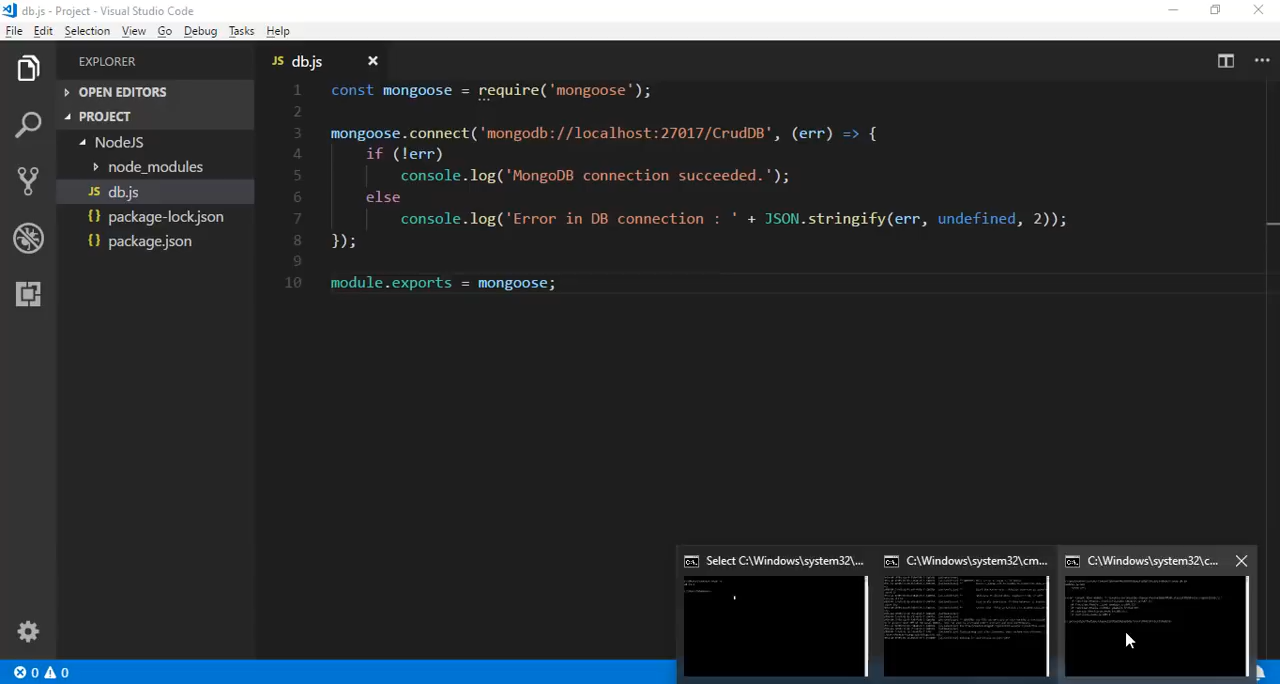 db.js - Project - Visual Studio Code
File Edit Selection View Go Debug Tasks Help
EXPLORER
OPEN EDITORS
PROJECT
NodeJS
node_modules
JS db.js
{} package-lock.json
{} package.json
JS db.js
1 const mongoose = require('mongoose');
2
3 mongoose.connect('mongodb://localhost:27017/CrudDB', (err) => {
4 if (!err)
5 console.log('MongoDB connection succeeded.');
6 else
7 console.log('Error in DB connection : ' + JSON.stringify(err, undefined, 2));
8 });
9
10 module.exports = mongoose;
Select C:\Windows\system32\...
C:\Windows\system32\cm...
C:\Windows\system32\c...
0 0